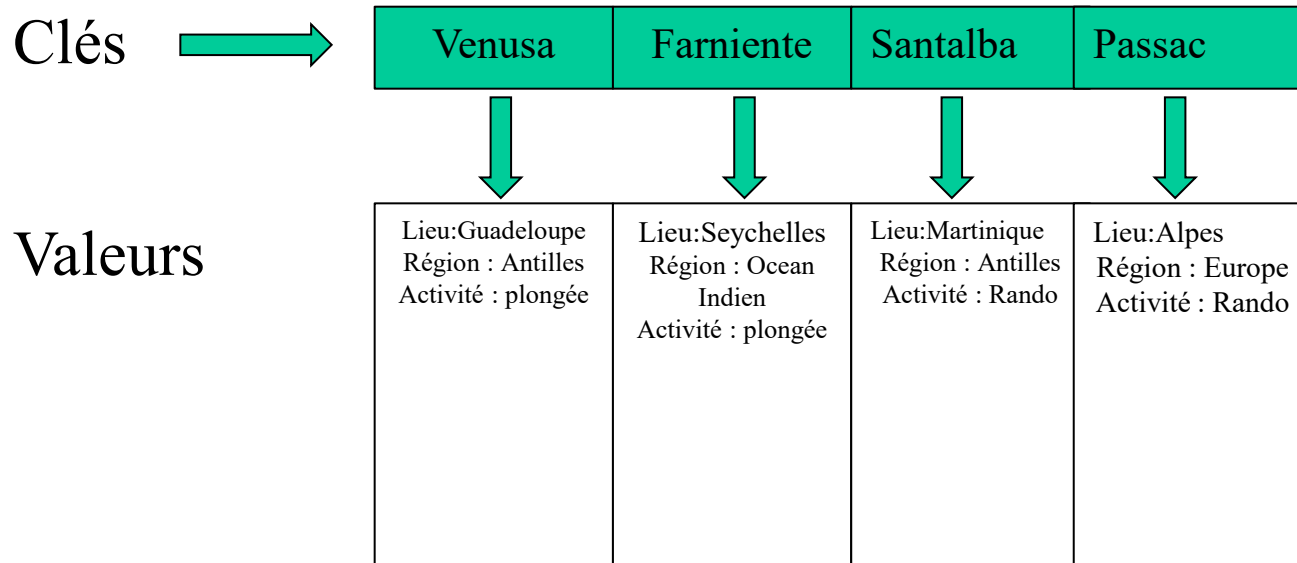 Clés
Venusa
Farniente
Santalba
Passac
Valeurs
Lieu:Guadeloupe
Région : Antilles
Activité : plongée
Lieu:Seychelles
Région : Ocean
Indien
Activité : plongée
Lieu:Martinique
Région : Antilles
Activité : Rando
Lieu:Alpes
Région : Europe
Activité : Rando